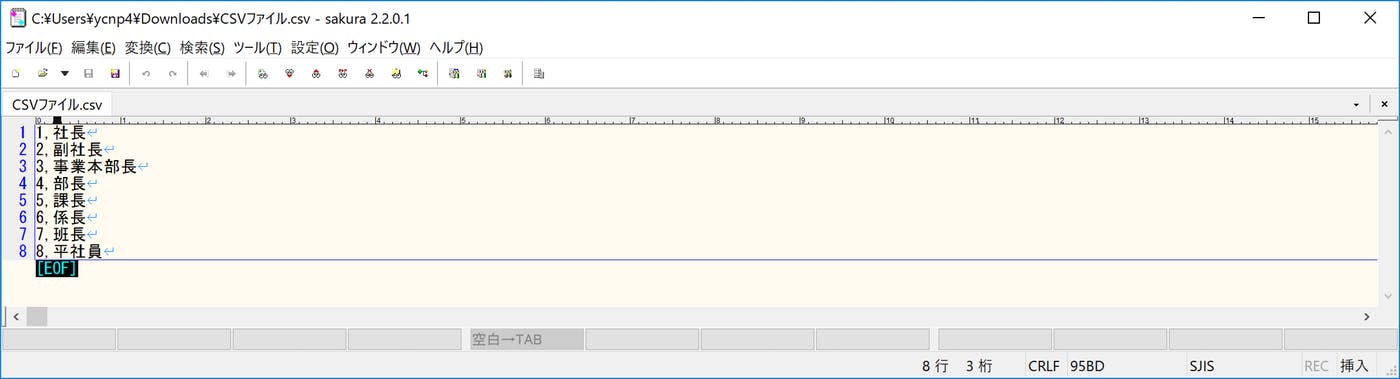 C:¥Users¥ycnp4¥Downloads¥CSVファイル.csv - sakura 2.2.0.1
ファイル(F) 編集(E) 変換(C) 検索(S) ツール(T) 設定(O) ウィンドウ(W) ヘルプ(H)
CSVファイル.csv
0 1 2 3 4 5 6 7 8 9 10 11 12 13 14 15
1 1,社長↵
2 2,副社長↵
3 3,事業本部長↵
4 4,部長↵
5 5,課長↵
6 6,係長↵
7 7,班長↵
8 8,平社員↵
[EOF]
空白→TAB
8 行 3 桁 CRLF 95BD SJIS REC 挿入